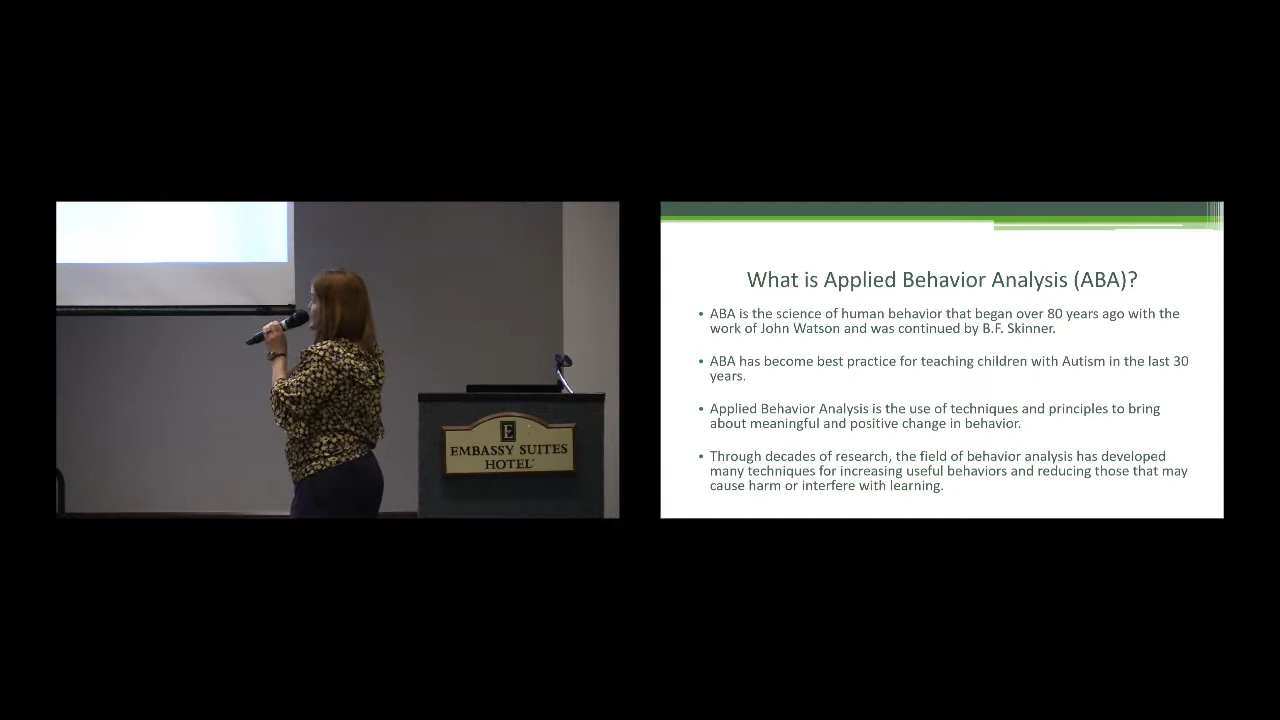 E
EMBASSY SUITES
HOTEL
What is Applied Behavior Analysis (ABA)?
• ABA is the science of human behavior that began over 80 years ago with the
work of John Watson and was continued by B.F. Skinner.
• ABA has become best practice for teaching children with Autism in the last 30
years.
• Applied Behavior Analysis is the use of techniques and principles to bring
about meaningful and positive change in behavior.
• Through decades of research, the field of behavior analysis has developed
many techniques for increasing useful behaviors and reducing those that may
cause harm or interfere with learning.